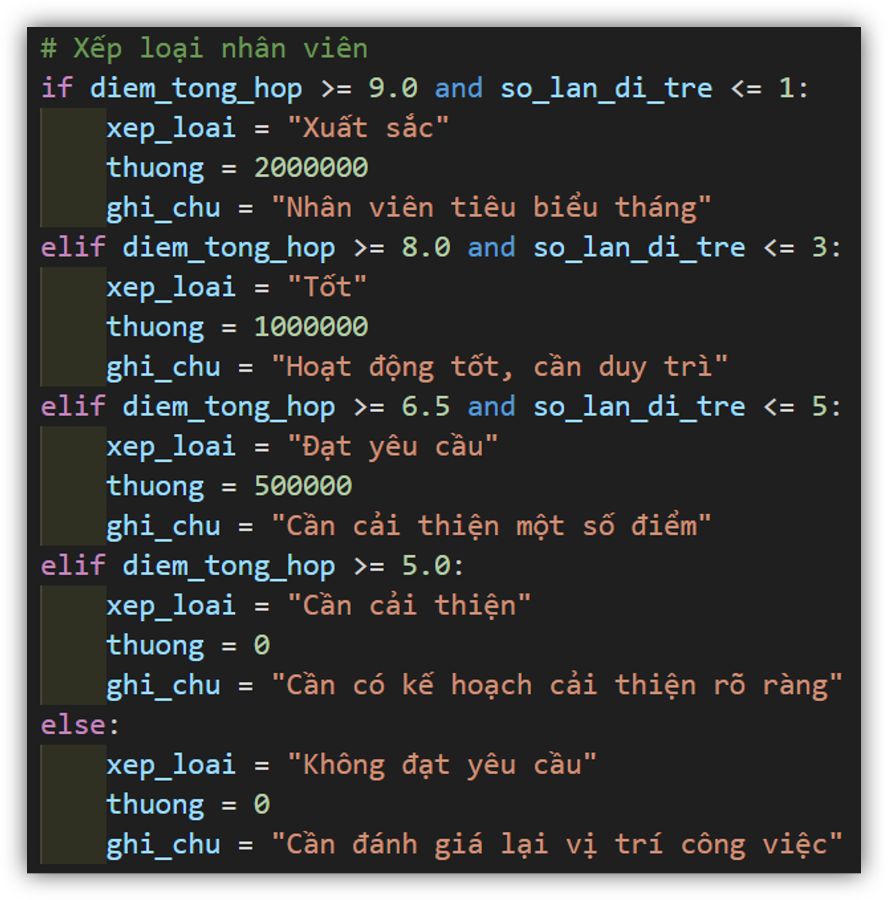 # Xếp loại nhân viên
if diem_tong_hop >= 9.0 and so_lan_di_tre <= 1:
    xep_loai = "Xuất sắc"
    thuong = 2000000
    ghi_chu = "Nhân viên tiêu biểu tháng"
elif diem_tong_hop >= 8.0 and so_lan_di_tre <= 3:
    xep_loai = "Tốt"
    thuong = 1000000
    ghi_chu = "Hoạt động tốt, cần duy trì"
elif diem_tong_hop >= 6.5 and so_lan_di_tre <= 5:
    xep_loai = "Đạt yêu cầu"
    thuong = 500000
    ghi_chu = "Cần cải thiện một số điểm"
elif diem_tong_hop >= 5.0:
    xep_loai = "Cần cải thiện"
    thuong = 0
    ghi_chu = "Cần có kế hoạch cải thiện rõ ràng"
else:
    xep_loai = "Không đạt yêu cầu"
    thuong = 0
    ghi_chu = "Cần đánh giá lại vị trí công việc"